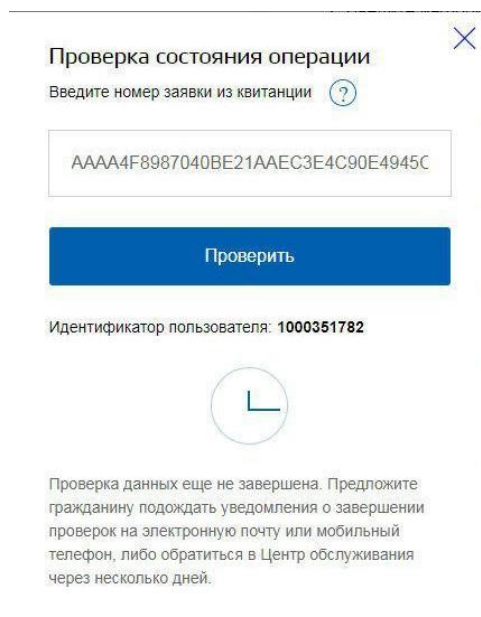 Проверка состояния операции
Введите номер заявки из квитанции ?
AAAA4F8987040BE21AAEC3E4C90E4945C
Проверить
Идентификатор пользователя: 1000351782
Проверка данных еще не завершена. Предложите
гражданину подождать уведомления о завершении
проверок на электронную почту или мобильный
телефон, либо обратиться в Центр обслуживания
через несколько дней.